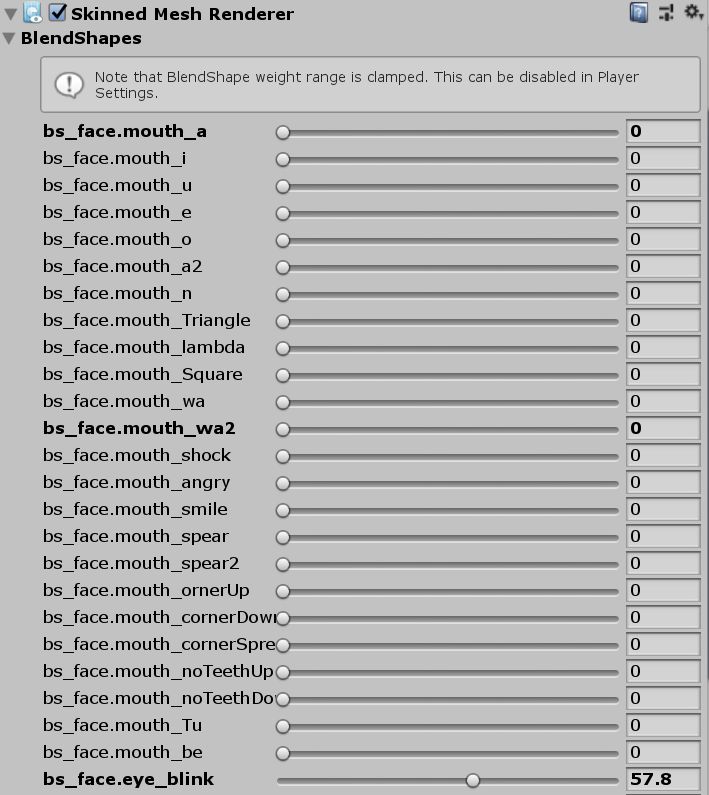 Skinned Mesh Renderer
BlendShapes
Note that BlendShape weight range is clamped. This can be disabled in Player
Settings.
bs_face.mouth_a 0
bs_face.mouth_i 0
bs_face.mouth_u 0
bs_face.mouth_e 0
bs_face.mouth_o 0
bs_face.mouth_a2 0
bs_face.mouth_n 0
bs_face.mouth_Triangle 0
bs_face.mouth_lambda 0
bs_face.mouth_Square 0
bs_face.mouth_wa 0
bs_face.mouth_wa2 0
bs_face.mouth_shock 0
bs_face.mouth_angry 0
bs_face.mouth_smile 0
bs_face.mouth_spear 0
bs_face.mouth_spear2 0
bs_face.mouth_ornerUp 0
bs_face.mouth_cornerDown 0
bs_face.mouth_cornerSpre 0
bs_face.mouth_noTeethUp 0
bs_face.mouth_noTeethDo 0
bs_face.mouth_Tu 0
bs_face.mouth_be 0
bs_face.eye_blink 57.8